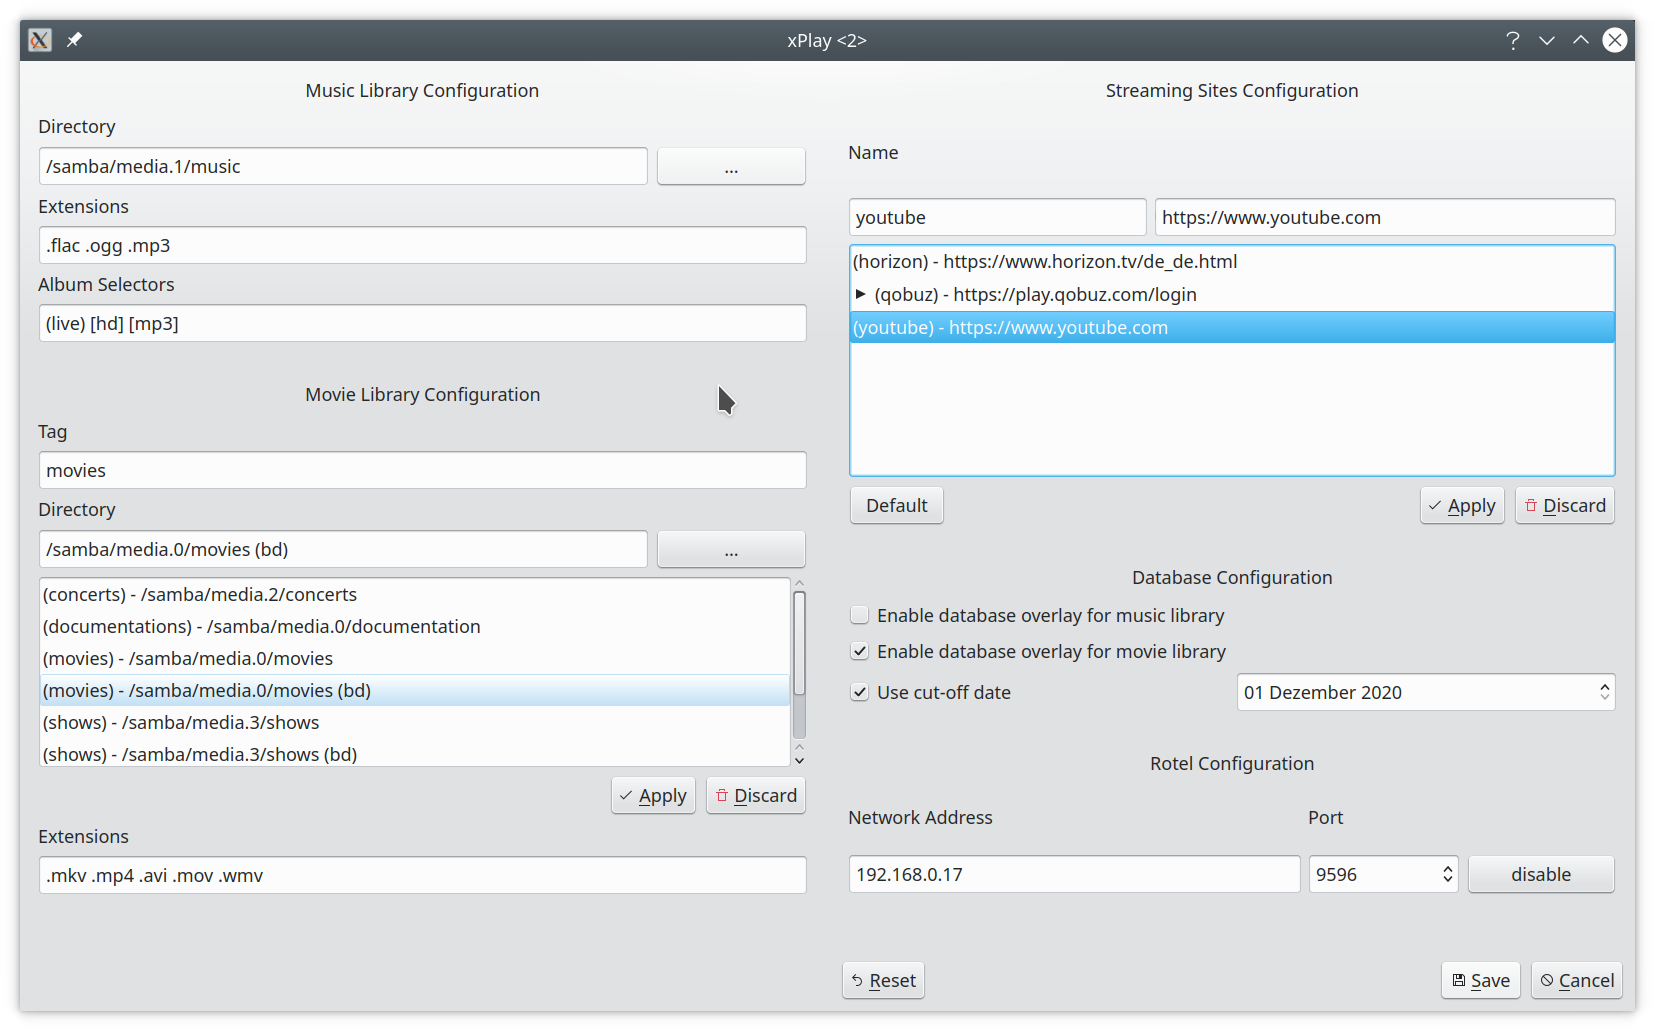 xPlay <2>
Music Library Configuration
Directory
/samba/media.1/music
...
Extensions
.flac .ogg .mp3
Album Selectors
(live) [hd] [mp3]
Movie Library Configuration
Tag
movies
Directory
/samba/media.0/movies (bd)
...
(concerts) - /samba/media.2/concerts
(documentations) - /samba/media.0/documentation
(movies) - /samba/media.0/movies
(movies) - /samba/media.0/movies (bd)
(shows) - /samba/media.3/shows
(shows) - /samba/media.3/shows (bd)
Apply
Discard
Extensions
.mkv .mp4 .avi .mov .wmv
Streaming Sites Configuration
Name
youtube
https://www.youtube.com
(horizon) - https://www.horizon.tv/de_de.html
(qobuz) - https://play.qobuz.com/login
(youtube) - https://www.youtube.com
Default
Apply
Discard
Database Configuration
Enable database overlay for music library
Enable database overlay for movie library
Use cut-off date
01 Dezember 2020
Rotel Configuration
Network Address
Port
192.168.0.17
9596
disable
Reset
Save
Cancel